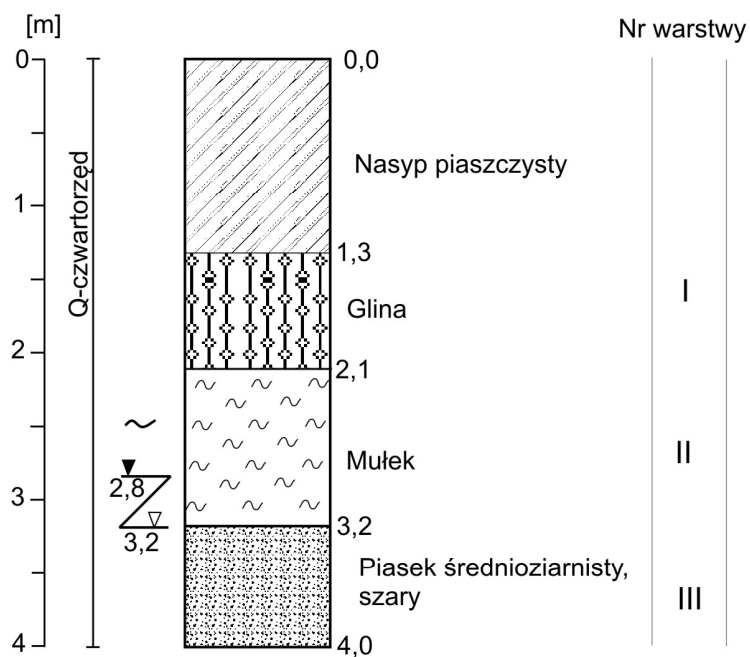 [m]
Nr warstwy
0
0,0
Q-czwartorzęd
Nasyp piaszczysty
1
1,3
I
Glina
2
2,1
~
II
Mułek
2,8
3
3,2
3,2
Piasek średnioziarnisty,
szary
III
4
4,0